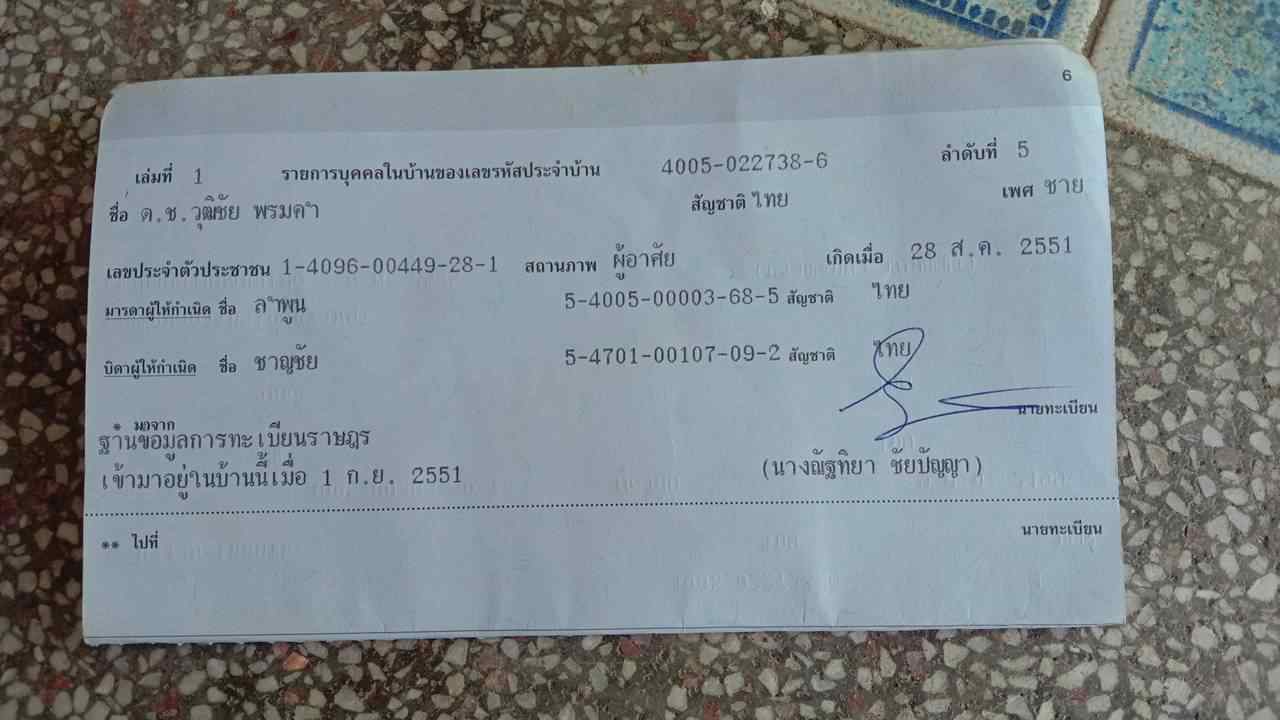 6
เล่มที่ 1 รายการบุคคลในบ้านของเลขรหัสประจำบ้าน 4005-022738-6 ลำดับที่ 5
ชื่อ ด.ช.วุฒิชัย พรมคำ สัญชาติ ไทย เพศ ชาย
เลขประจำตัวประชาชน 1-4096-00449-28-1 สถานภาพ ผู้อาศัย เกิดเมื่อ 28 ส.ค. 2551
มารดาผู้ให้กำเนิด ชื่อ ลำพูน 5-4005-00003-68-5 สัญชาติ ไทย
บิดาผู้ให้กำเนิด ชื่อ ชาญชัย 5-4701-00107-09-2 สัญชาติ ไทย
นายทะเบียน
* มาจาก
ฐานข้อมูลการทะเบียนราษฎร
เข้ามาอยู่ในบ้านนี้เมื่อ 1 ก.ย. 2551 (นางณัฐทิยา ชัยปัญญา)
** ไปที่ นายทะเบียน